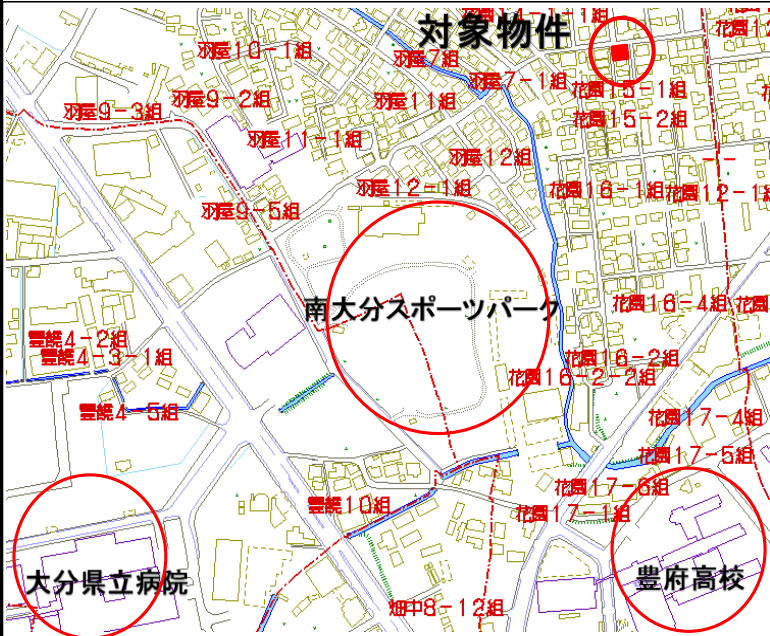 対象物件
羽屋10-1組
羽屋7組
羽屋7-1組
羽屋9-3組
羽屋9-2組
羽屋11組
花園15-1組
花園15-2組
羽屋11-1組
羽屋12組
羽屋12-1組
花園16-1組
花園12-1組
羽屋9-5組
南大分スポーツパーク
花園16-4組
花園
豊饒4-2組
豊饒4-3-1組
花園16-2組
花園16-2-2組
豊饒4-5組
花園17-4組
花園17-5組
花園17-6組
豊饒10組
花園17-1組
大分県立病院
豊府高校
畑中8-12組